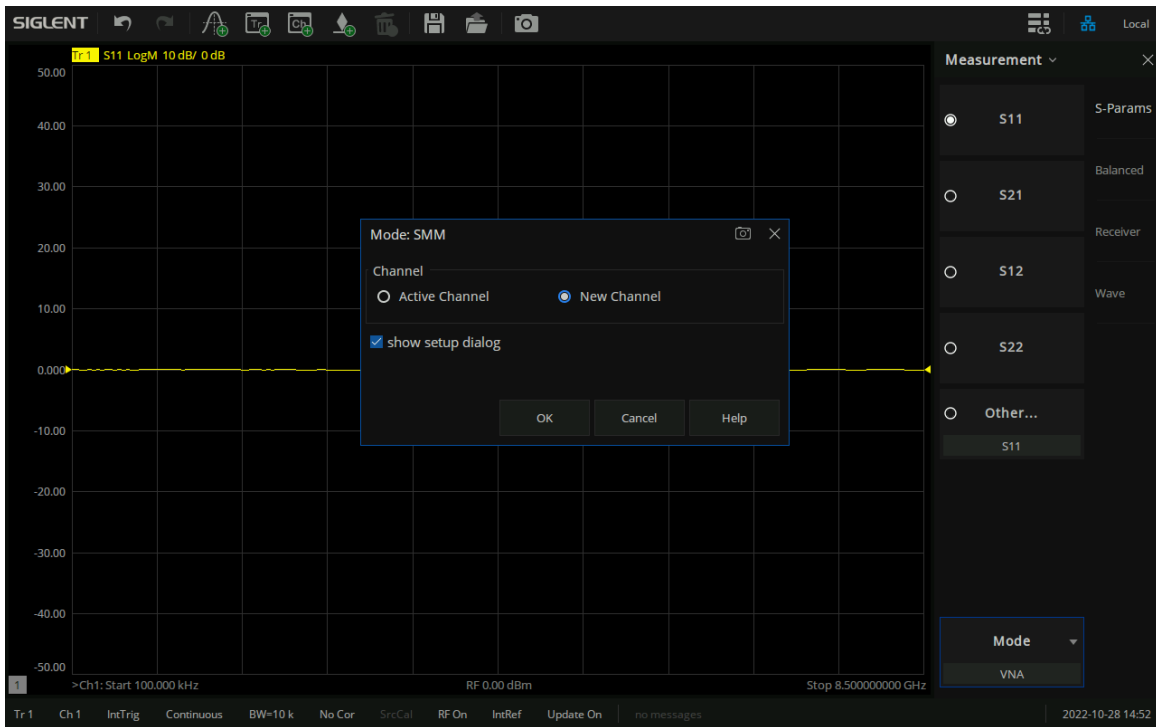 SIGLENT Tr Ch Local
Tr 1 S11 LogM 10 dB/ 0 dB
50.00
40.00
30.00
20.00
10.00
0.000
-10.00
-20.00
-30.00
-40.00
-50.00
1 >Ch1: Start 100.000 kHz RF 0.00 dBm Stop 8.500000000 GHz
Mode: SMM
Channel
Active Channel New Channel
show setup dialog
OK Cancel Help
Measurement
S11
S21
S12
S22
Other...
S11
S-Params
Balanced
Receiver
Wave
Mode
VNA
Tr 1 Ch 1 IntTrig Continuous BW=10 k No Cor SrcCal RF On IntRef Update On no messages 2022-10-28 14:52